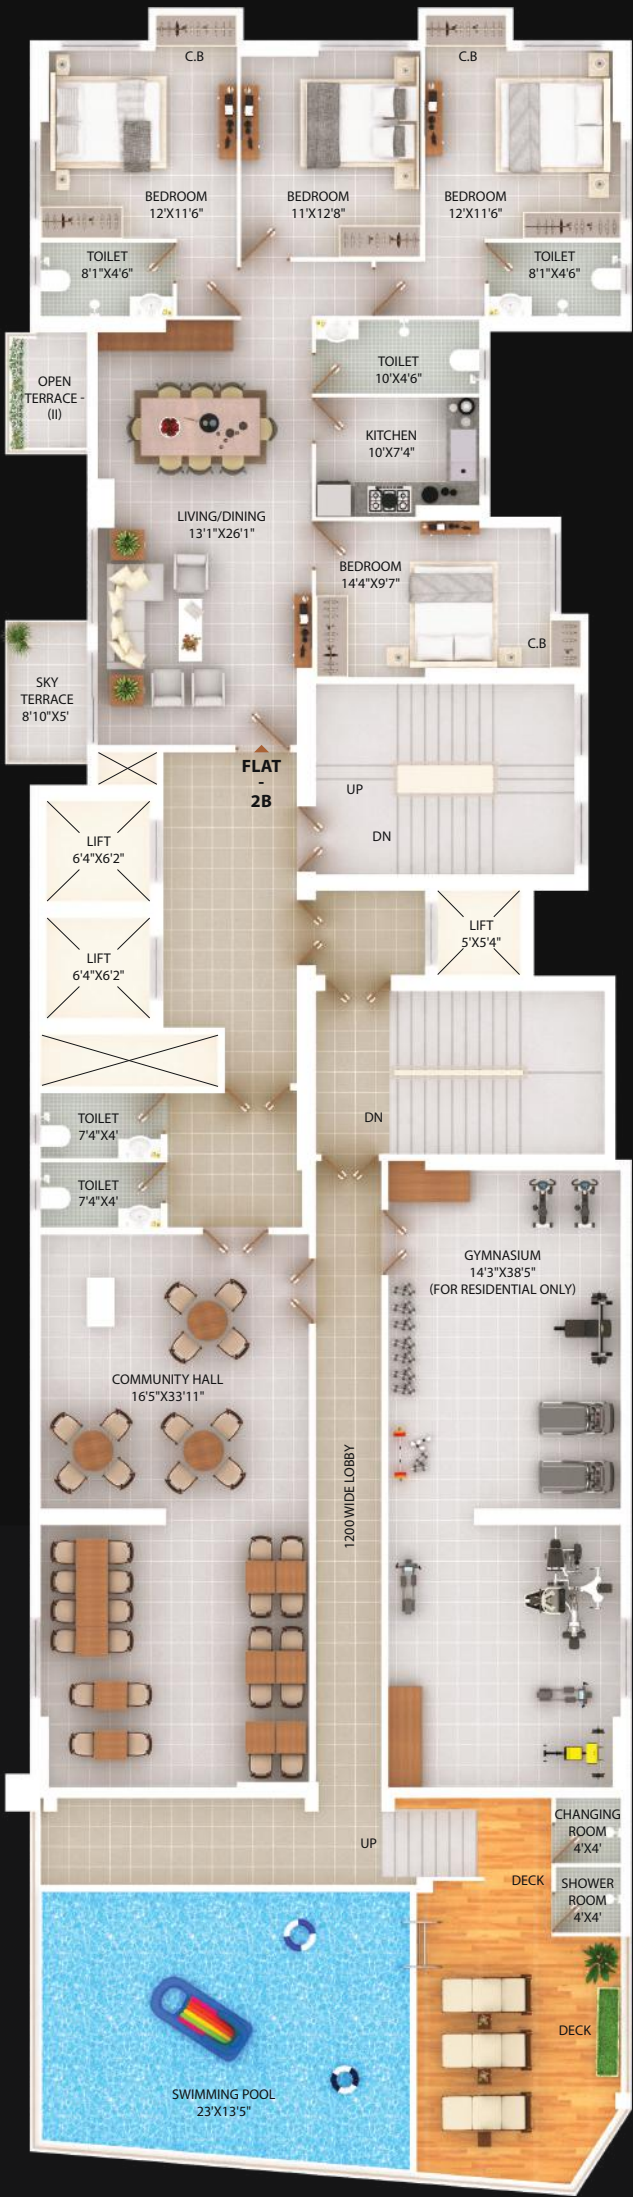 C.B
C.B
BEDROOM
12'X11'6"
BEDROOM
11'X12'8"
BEDROOM
12'X11'6"
TOILET
8'1"X4'6"
TOILET
8'1"X4'6"
TOILET
10'X4'6"
OPEN
TERRACE -
(II)
KITCHEN
10'X7'4"
LIVING/DINING
13'1"X26'1"
BEDROOM
14'4"X9'7"
C.B
SKY
TERRACE
8'10"X5'
FLAT
-
2B
UP
DN
LIFT
6'4"X6'2"
LIFT
5'X5'4"
LIFT
6'4"X6'2"
DN
TOILET
7'4"X4'
TOILET
7'4"X4'
GYMNASIUM
14'3"X38'5"
(FOR RESIDENTIAL ONLY)
COMMUNITY HALL
16'5"X33'11"
1200 WIDE LOBBY
CHANGING
ROOM
4'X4'
UP
DECK
SHOWER
ROOM
4'X4'
DECK
SWIMMING POOL
23'X13'5"